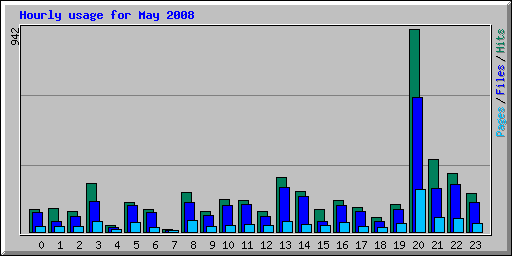 Hourly usage for May 2008
942
Pages / Files / Hits
0 1 2 3 4 5 6 7 8 9 10 11 12 13 14 15 16 17 18 19 20 21 22 23